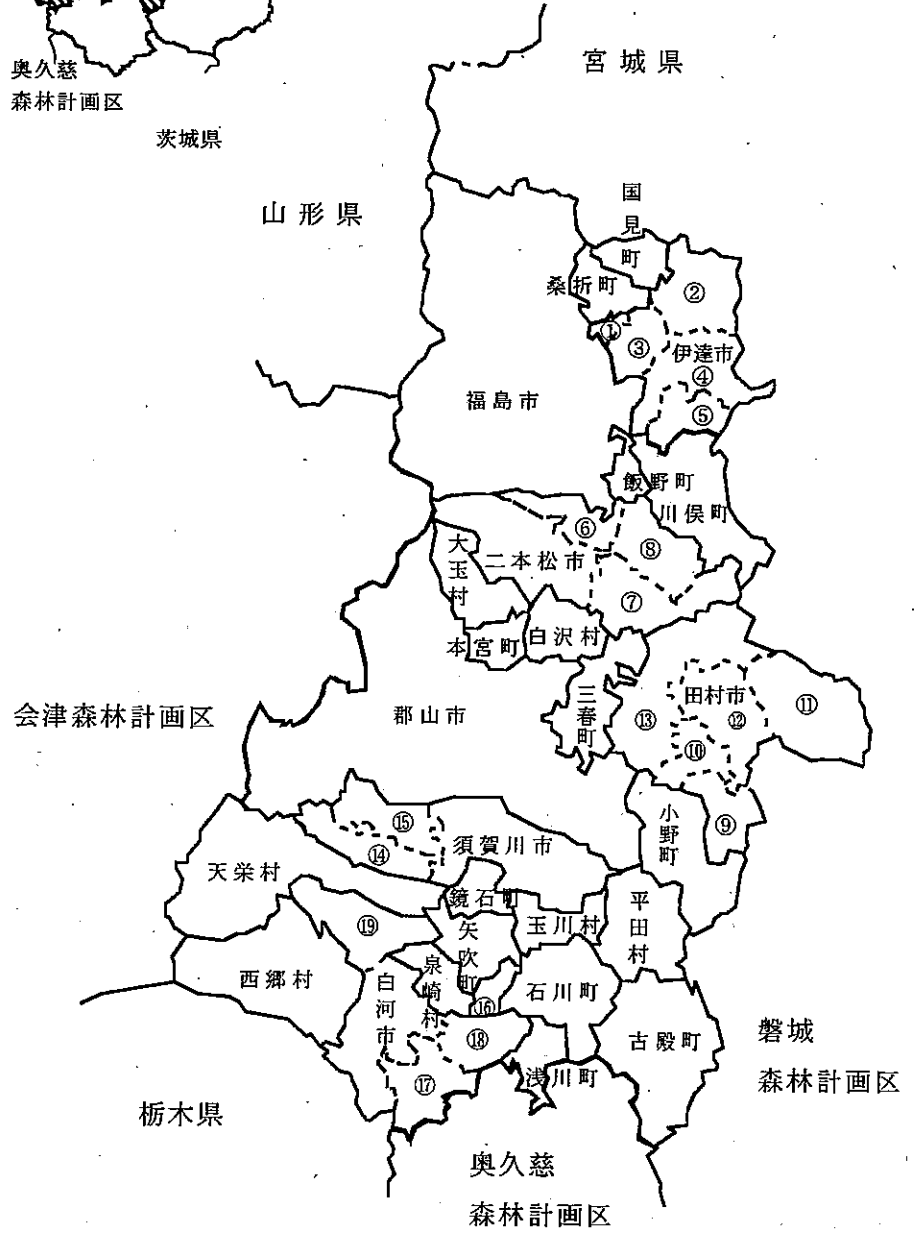 奥久慈
森林計画区
茨城県
宮城県
山形県
国見町
桑折町
②
①
③
伊達市
④
⑤
福島市
飯野町
川俣町
⑥
⑧
二本松市
大玉村
⑦
本宮町
白沢村
会津森林計画区
郡山市
三春町
田村市
⑬
⑫
⑪
⑩
⑨
小野町
⑮
⑭
須賀川市
天栄村
鏡石町
玉川村
平田村
⑲
矢吹町
西郷村
白河市
泉崎村
⑯
石川町
⑱
古殿町
⑰
浅川町
磐城
森林計画区
栃木県
奥久慈
森林計画区